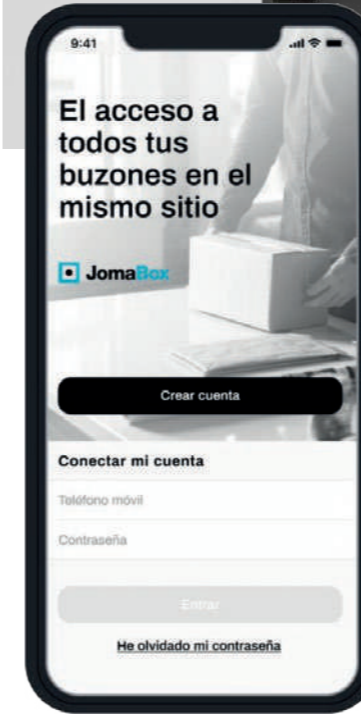 9:41
El acceso a
todos tus
buzones en el
mismo sitio
JomaBox
Crear cuenta
Conectar mi cuenta
Teléfono móvil
Contraseña
Entrar
He olvidado mi contraseña